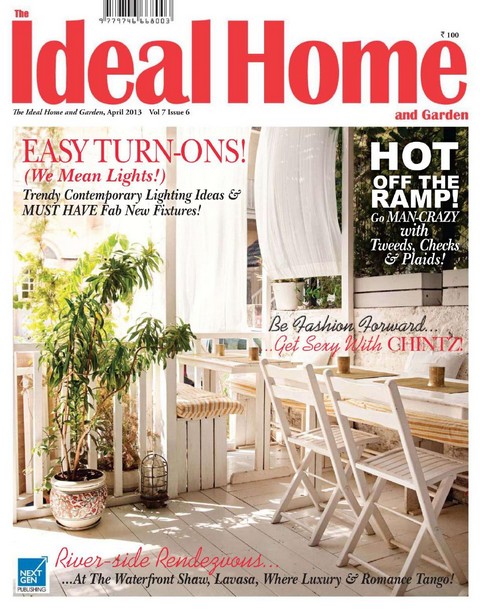 9 779746 668003
₹ 100
The
Ideal Home
and Garden
The Ideal Home and Garden, April 2013 Vol 7 Issue 6
EASY TURN-ONS!
(We Mean Lights!)
Trendy Contemporary Lighting Ideas &
MUST HAVE Fab New Fixtures!
HOT
OFF THE
RAMP!
Go MAN-CRAZY
with
Tweeds, Checks
& Plaids!
Be Fashion Forward...
...Get Sexy With CHINTZ!
River-side Rendezvous...
...At The Waterfront Shaw, Lavasa, Where Luxury & Romance Tango!
NEXT
GEN
PUBLISHING